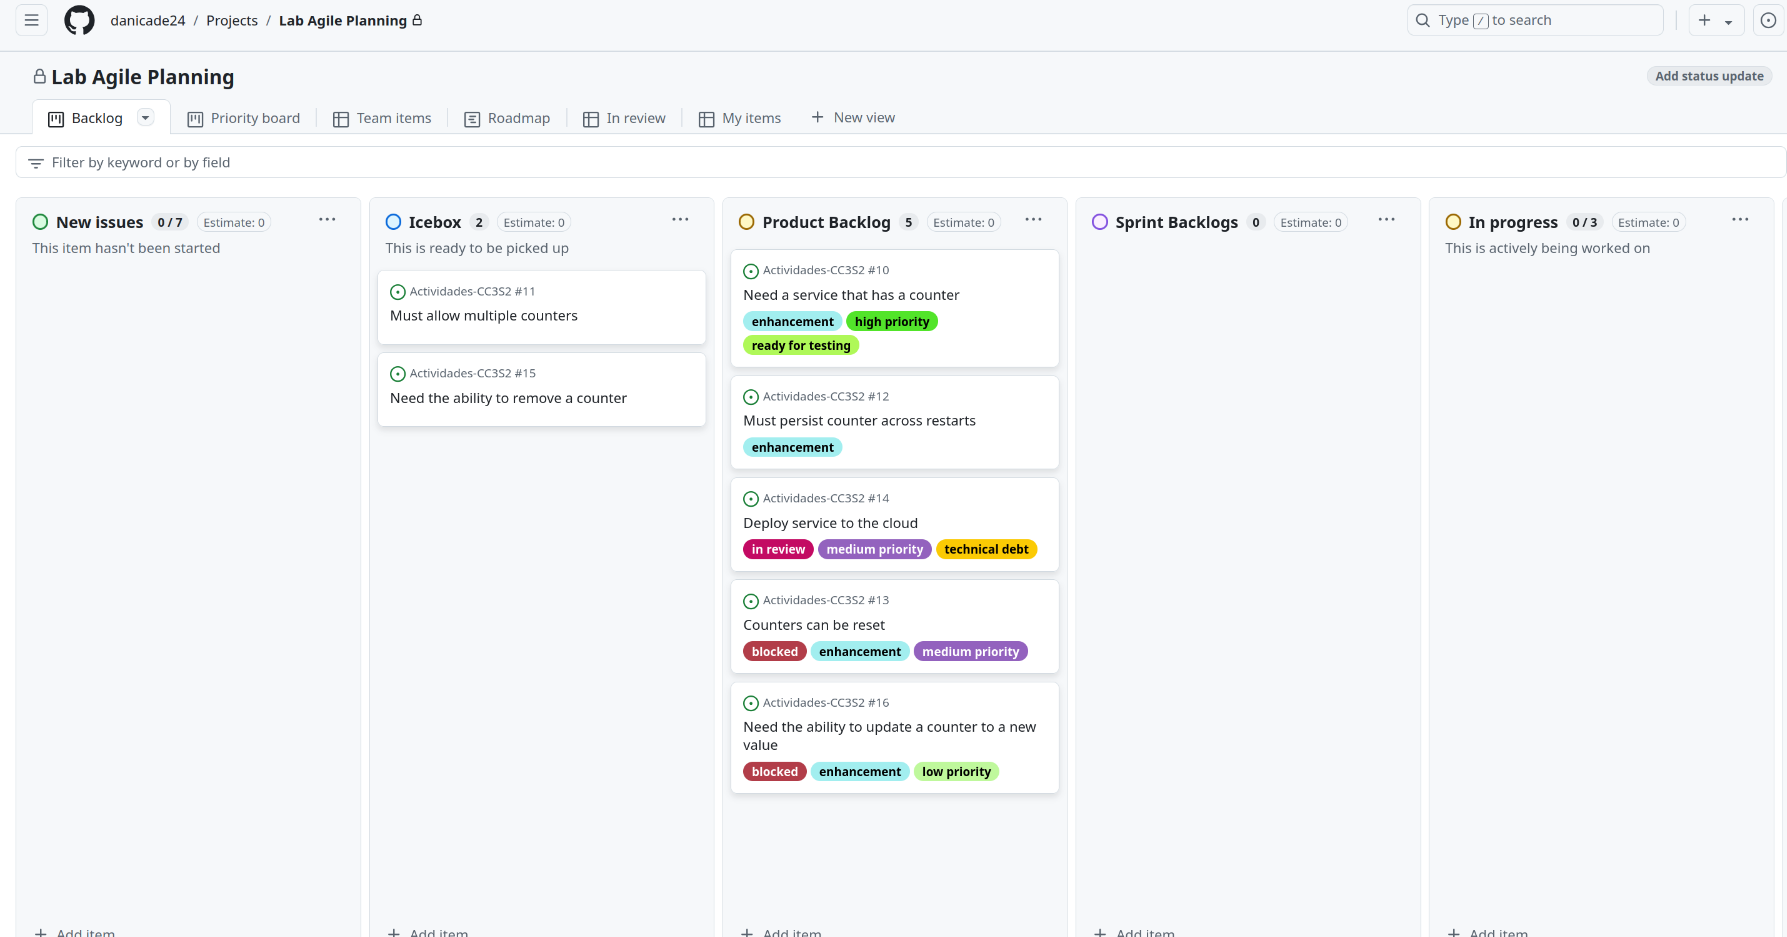 danicade24 / Projects / Lab Agile Planning
Type / to search
Lab Agile Planning
Add status update
Backlog
Priority board
Team items
Roadmap
In review
My items
New view
Filter by keyword or by field
New issues 0 / 7 Estimate: 0
This item hasn't been started
Add item
Icebox 2 Estimate: 0
This is ready to be picked up
Actividades-CC3S2 #11
Must allow multiple counters
Actividades-CC3S2 #15
Need the ability to remove a counter
Add item
Product Backlog 5 Estimate: 0
Actividades-CC3S2 #10
Need a service that has a counter
enhancement high priority
ready for testing
Actividades-CC3S2 #12
Must persist counter across restarts
enhancement
Actividades-CC3S2 #14
Deploy service to the cloud
in review medium priority technical debt
Actividades-CC3S2 #13
Counters can be reset
blocked enhancement medium priority
Actividades-CC3S2 #16
Need the ability to update a counter to a new
value
blocked enhancement low priority
Add item
Sprint Backlogs 0 Estimate: 0
Add item
In progress 0 / 3 Estimate: 0
This is actively being worked on
Add item